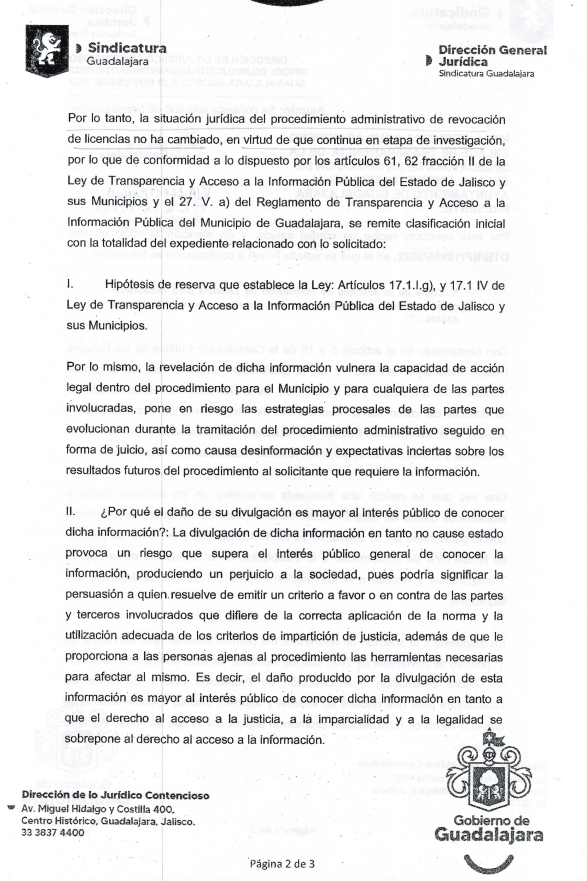 Sindicatura
Guadalajara
Dirección General
Jurídica
Sindicatura Guadalajara
Por lo tanto, la situación jurídica del procedimiento administrativo de revocación
de licencias no ha cambiado, en virtud de que continua en etapa de investigación,
por lo que de conformidad a lo dispuesto por los artículos 61, 62 fracción II de la
Ley de Transparencia y Acceso a la Información Pública del Estado de Jalisco y
sus Municipios y el 27. V. a) del Reglamento de Transparencia y Acceso a la
Información Pública del Municipio de Guadalajara, se remite clasificación inicial
con la totalidad del expediente relacionado con lo solicitado:
I. Hipótesis de reserva que establece la Ley: Artículos 17.1.I.g), y 17.1 IV de
Ley de Transparencia y Acceso a la Información Pública del Estado de Jalisco y
sus Municipios.
Por lo mismo, la revelación de dicha información vulnera la capacidad de acción
legal dentro del procedimiento para el Municipio y para cualquiera de las partes
involucradas, pone en riesgo las estrategias procesales de las partes que
evolucionan durante la tramitación del procedimiento administrativo seguido en
forma de juicio, así como causa desinformación y expectativas inciertas sobre los
resultados futuros del procedimiento al solicitante que requiere la información.
II. ¿Por qué el daño de su divulgación es mayor al interés público de conocer
dicha información?: La divulgación de dicha información en tanto no cause estado
provoca un riesgo que supera el interés público general de conocer la
información, produciendo un perjuicio a la sociedad, pues podría significar la
persuasión a quien resuelve de emitir un criterio a favor o en contra de las partes
y terceros involucrados que difiere de la correcta aplicación de la norma y la
utilización adecuada de los criterios de impartición de justicia, además de que le
proporciona a las personas ajenas al procedimiento las herramientas necesarias
para afectar al mismo. Es decir, el daño producido por la divulgación de esta
información es mayor al interés público de conocer dicha información en tanto a
que el derecho al acceso a la justicia, a la imparcialidad y a la legalidad se
sobrepone al derecho al acceso a la información.
Dirección de lo Jurídico Contencioso
Av. Miguel Hidalgo y Costilla 400,
Centro Histórico, Guadalajara, Jalisco.
33 3837 4400
Gobierno de
Guadalajara
Página 2 de 3